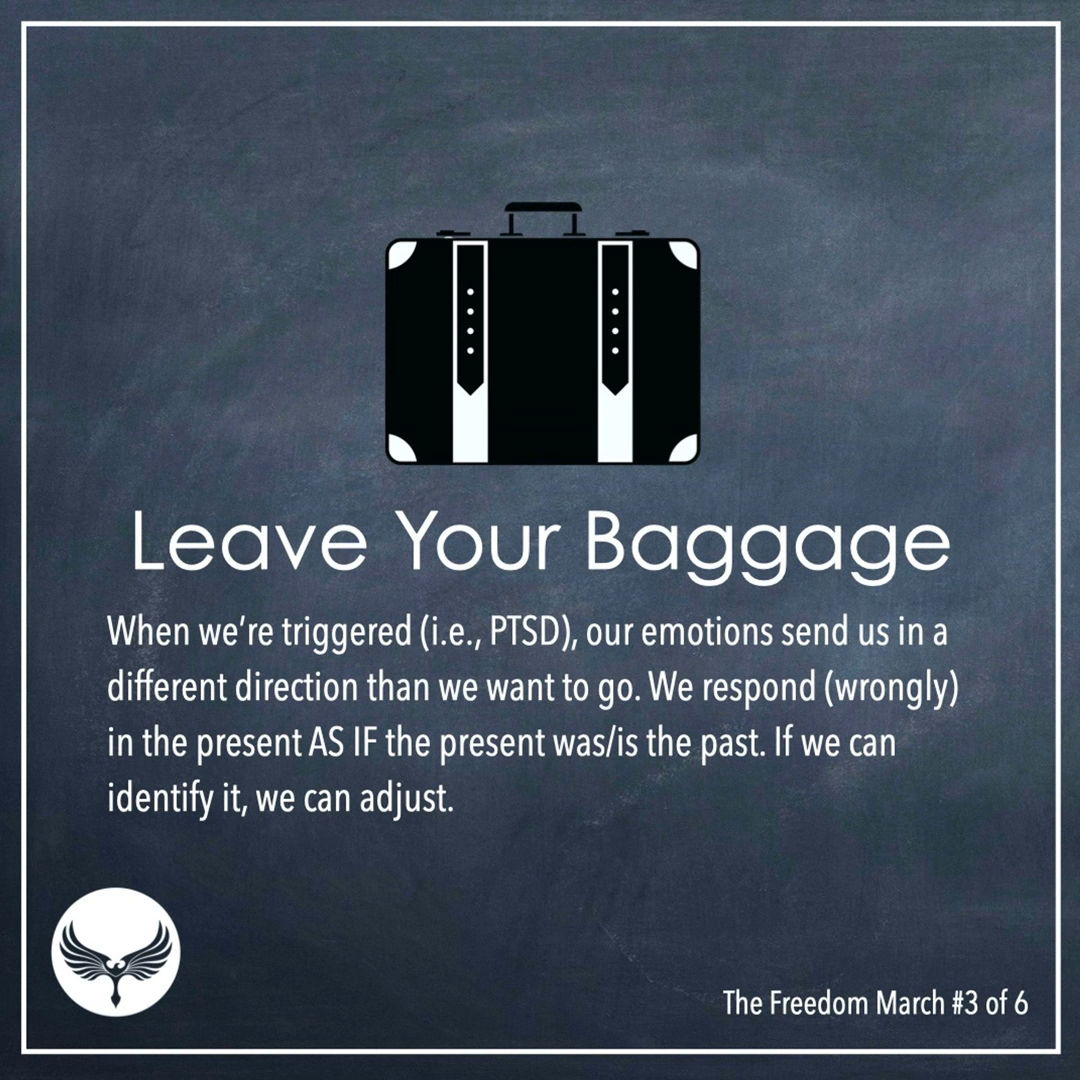 Leave Your Baggage
When we’re triggered (i.e., PTSD), our emotions send us in a
different direction than we want to go. We respond (wrongly)
in the present AS IF the present was/is the past. If we can
identify it, we can adjust.
The Freedom March #3 of 6